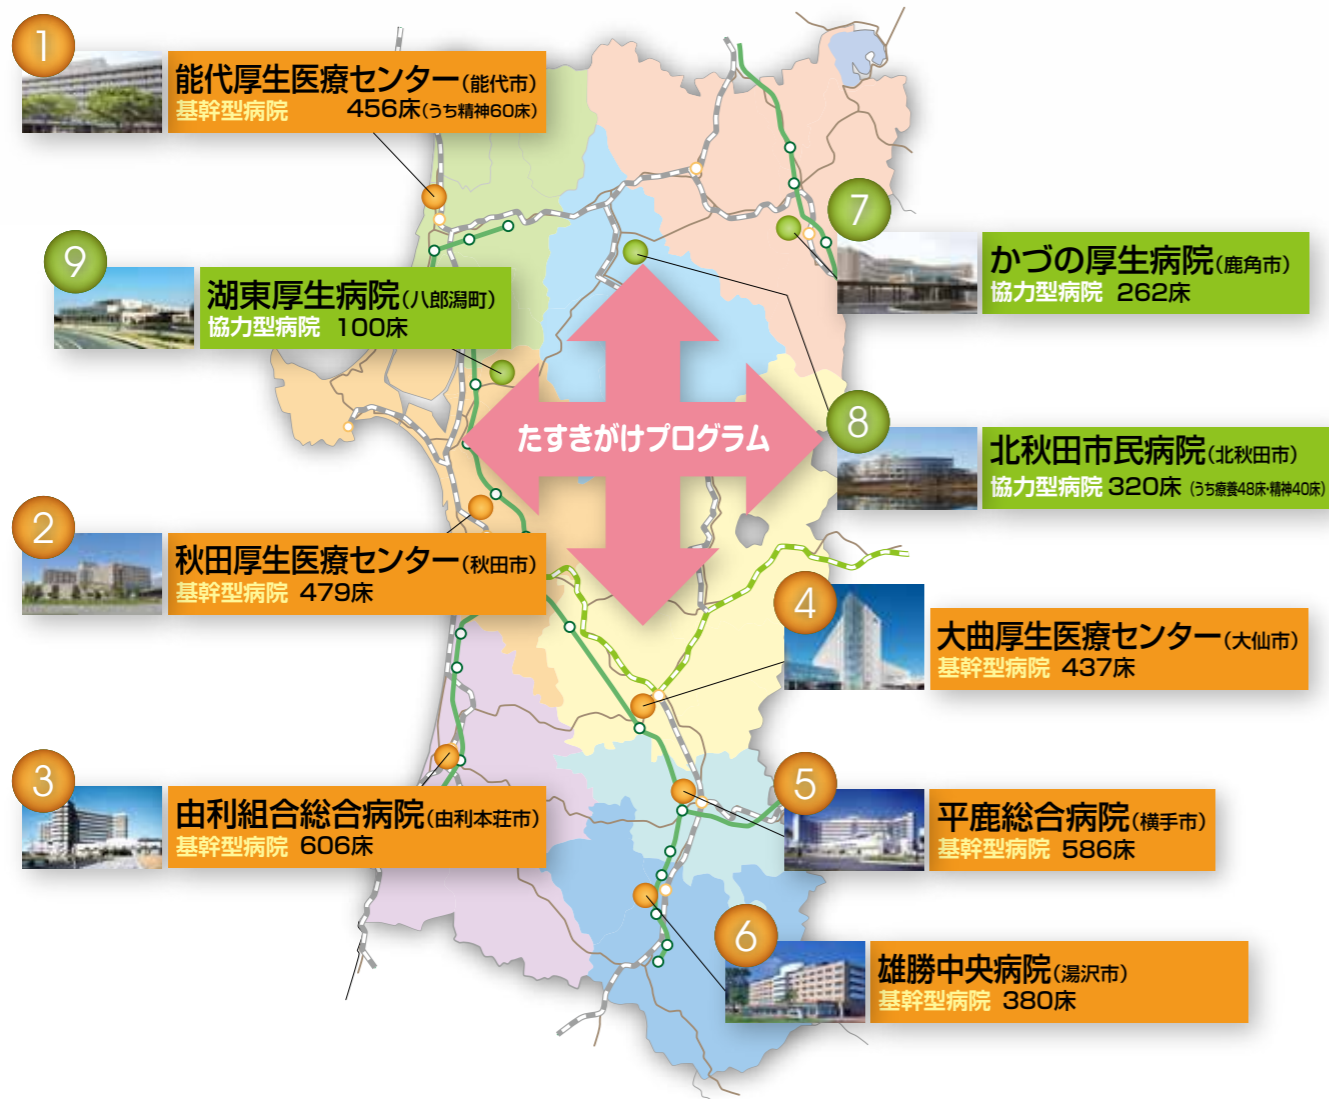 1
能代厚生医療センター(能代市)
基幹型病院 456床(うち精神60床)
9
湖東厚生病院(八郎潟町)
協力型病院 100床
2
秋田厚生医療センター(秋田市)
基幹型病院 479床
3
由利組合総合病院(由利本荘市)
基幹型病院 606床
たすきがけプログラム
7
かづの厚生病院(鹿角市)
協力型病院 262床
8
北秋田市民病院(北秋田市)
協力型病院 320床 (うち療養48床・精神40床)
4
大曲厚生医療センター(大仙市)
基幹型病院 437床
5
平鹿総合病院(横手市)
基幹型病院 586床
6
雄勝中央病院(湯沢市)
基幹型病院 380床